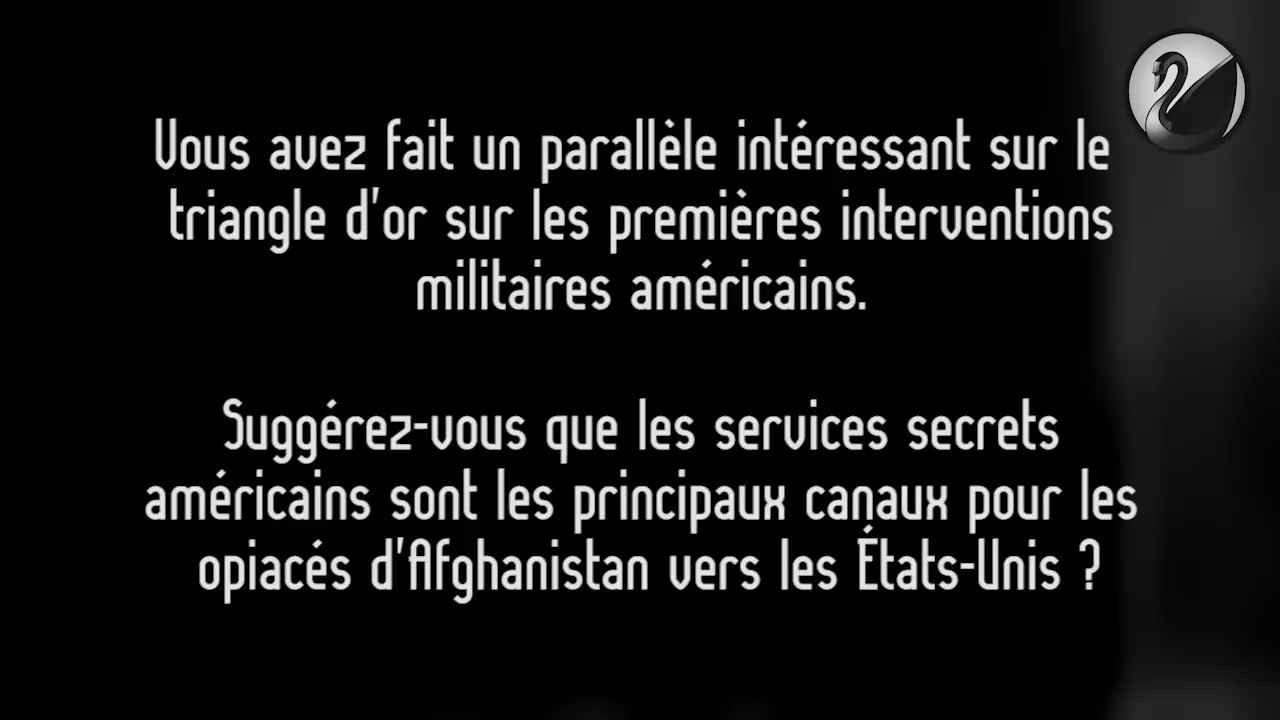 Vous avez fait un parallèle intéressant sur le
triangle d'or sur les premières interventions
militaires américains.
Suggérez-vous que les services secrets
américains sont les principaux canaux pour les
opiacés d'Afghanistan vers les États-Unis ?